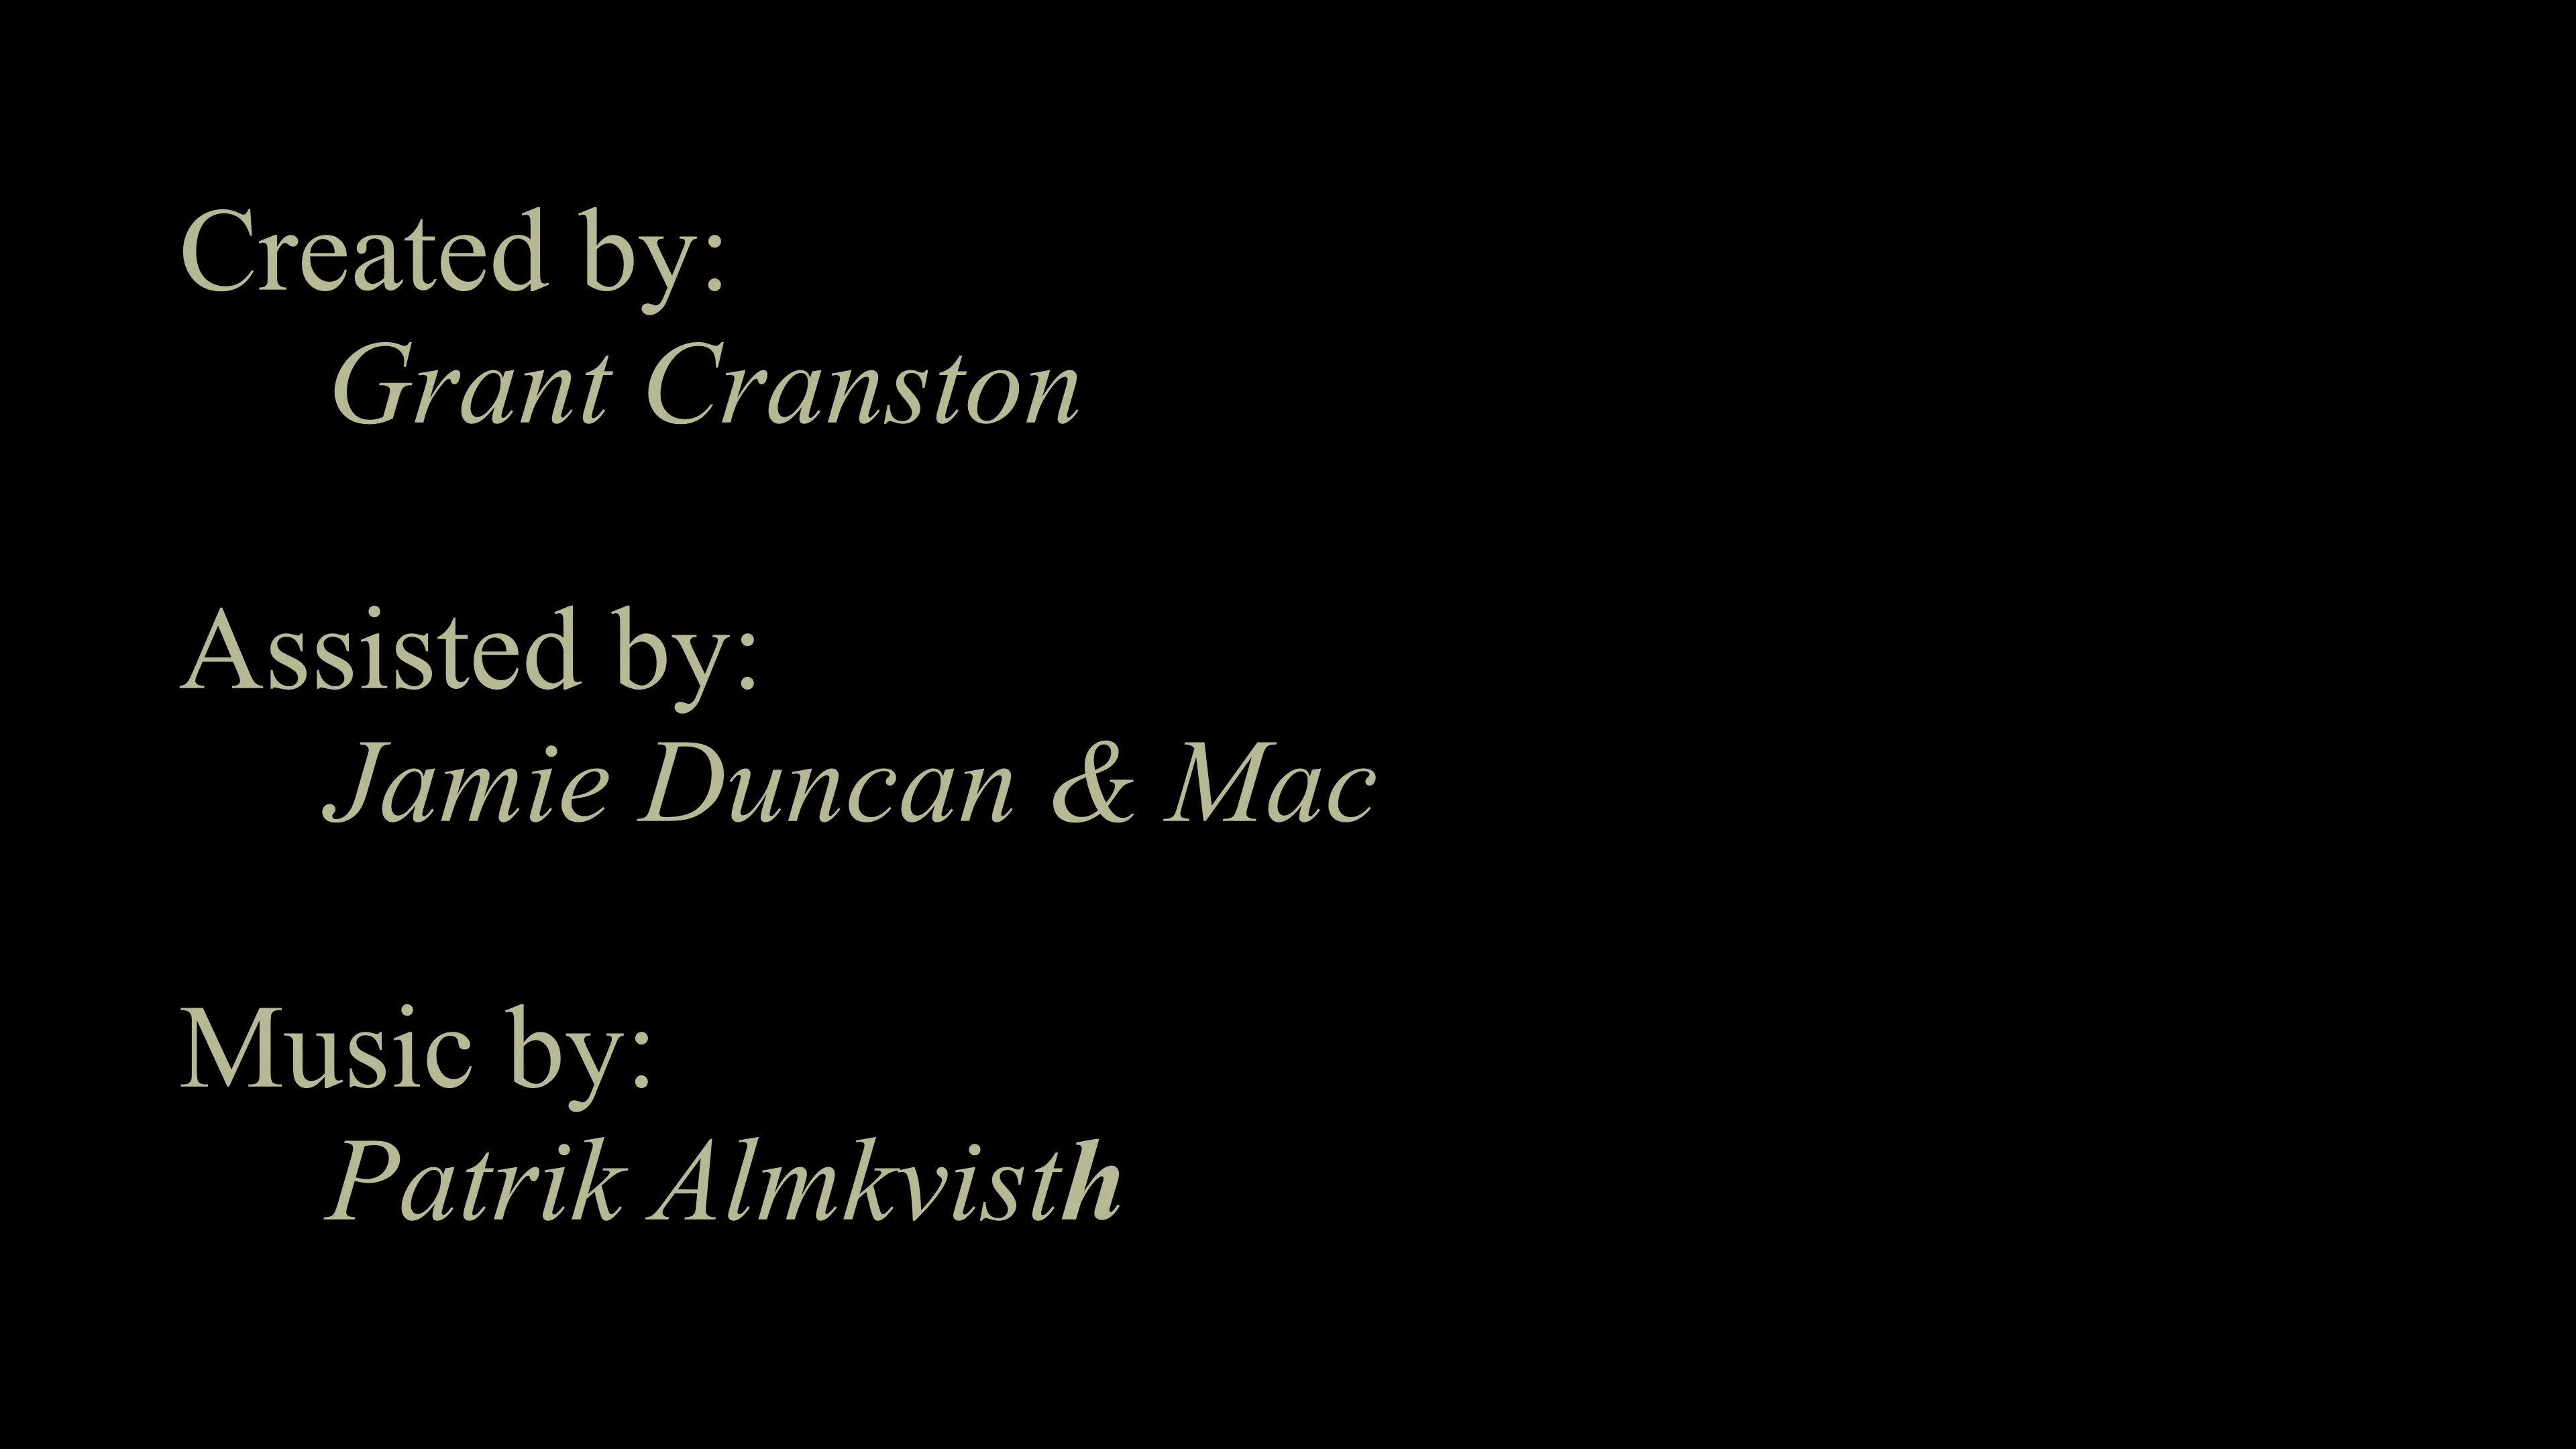 Created by:
Grant Cranston
Assisted by:
Jamie Duncan & Mac
Music by:
Patrik Almkvisth